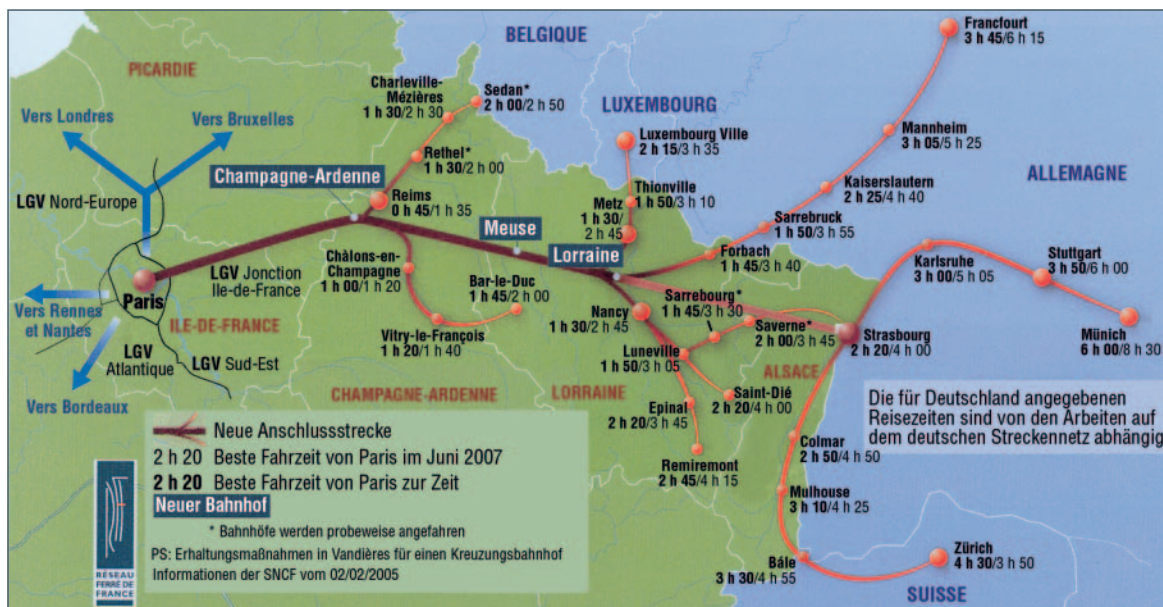 BELGIQUE
PICARDIE
Francfourt
3 h 45/6 h 15
Charleville-
Mézières
1 h 30/2 h 30
Sedan*
2 h 00/2 h 50
LUXEMBOURG
Vers Londres
Vers Bruxelles
Luxembourg Ville
2 h 15/3 h 35
Mannheim
3 h 05/5 h 25
Rethel*
1 h 30/2 h 00
Champagne-Ardenne
ALLEMAGNE
Reims
0 h 45/1 h 35
Thionville
1 h 50/3 h 10
Kaiserslautern
2 h 25/4 h 40
LGV Nord-Europe
Metz
1 h 30/
2 h 45
Meuse
Sarrebruck
1 h 50/3 h 55
Lorraine
Forbach
1 h 45/3 h 40
Karlsruhe
3 h 00/5 h 05
Stuttgart
3 h 50/6 h 00
Châlons-en-
Champagne
1 h 00/1 h 20
LGV Jonction
Ile-de-France
Bar-le-Duc
1 h 45/2 h 00
Paris
Sarrebourg*
1 h 45/3 h 30
Vers Rennes
et Nantes
ILE-DE-FRANCE
Nancy
1 h 30/2 h 45
Saverne*
2 h 00/3 h 45
Strasbourg
2 h 20/4 h 00
Münich
6 h 00/8 h 30
Vitry-le-François
1 h 20/1 h 40
LGV
Atlantique
LGV Sud-Est
Luneville
1 h 50/3 h 05
ALSACE
CHAMPAGNE-ARDENNE
LORRAINE
Saint-Dié
2 h 20/4 h 00
Vers Bordeaux
Epinal
2 h 20/3 h 45
Die für Deutschland angegebenen
Reisezeiten sind von den Arbeiten auf
dem deutschen Streckennetz abhängig
Colmar
2 h 50/4 h 50
Remiremont
2 h 45/4 h 15
Mulhouse
3 h 10/4 h 25
Bâle
3 h 30/4 h 55
Zürich
4 h 30/3 h 50
SUISSE
Neue Anschlussstrecke
2 h 20 Beste Fahrzeit von Paris im Juni 2007
2 h 20 Beste Fahrzeit von Paris zur Zeit
Neuer Bahnhof
* Bahnhöfe werden probeweise angefahren
PS: Erhaltungsmaßnahmen in Vandières für einen Kreuzungsbahnhof
Informationen der SNCF vom 02/02/2005
RÉSEAU
FERRÉ DE
FRANCE